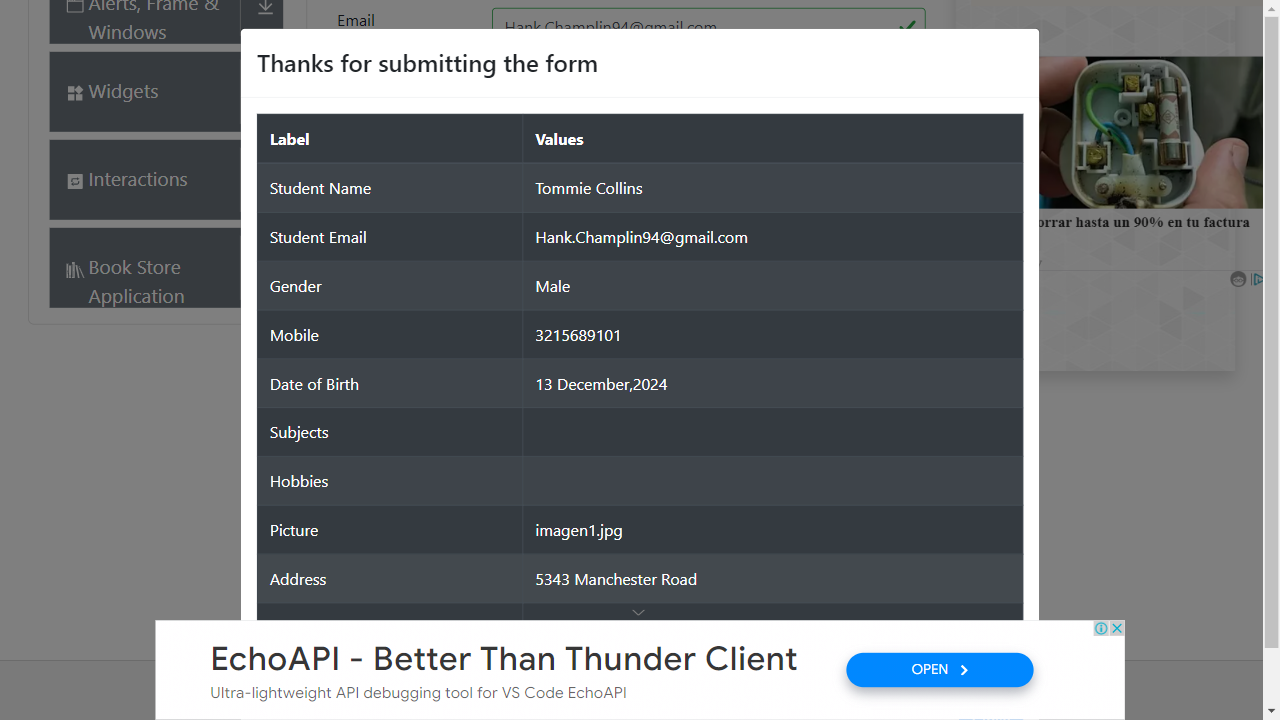 Alerts, Frame &
Windows
Widgets
Interactions
Book Store
Application
Email
Hank.Champlin94@gmail.com
Thanks for submitting the form
Label Values
Student Name Tommie Collins
Student Email Hank.Champlin94@gmail.com
Gender Male
Mobile 3215689101
Date of Birth 13 December,2024
Subjects
Hobbies
Picture imagen1.jpg
Address 5343 Manchester Road
orrar hasta un 90% en tu factura
EchoAPI - Better Than Thunder Client
Ultra-lightweight API debugging tool for VS Code EchoAPI
OPEN